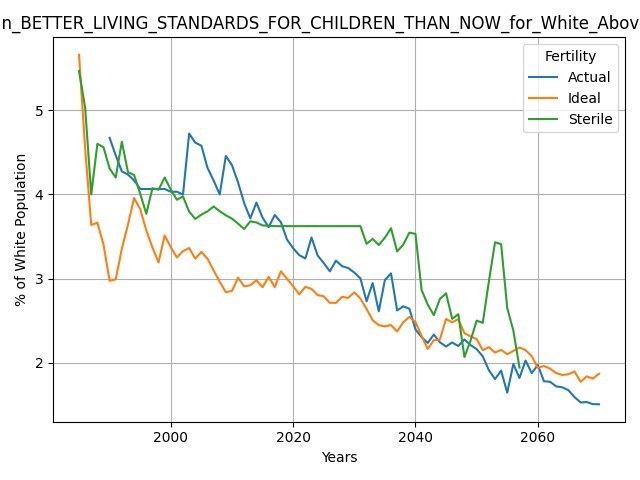 n_BETTER_LIVING_STANDARDS_FOR_CHILDREN_THAN_NOW_for_White_Abov
Fertility
Actual
Ideal
Sterile
% of White Population
5
4
3
2
2000 2020 2040 2060
Years